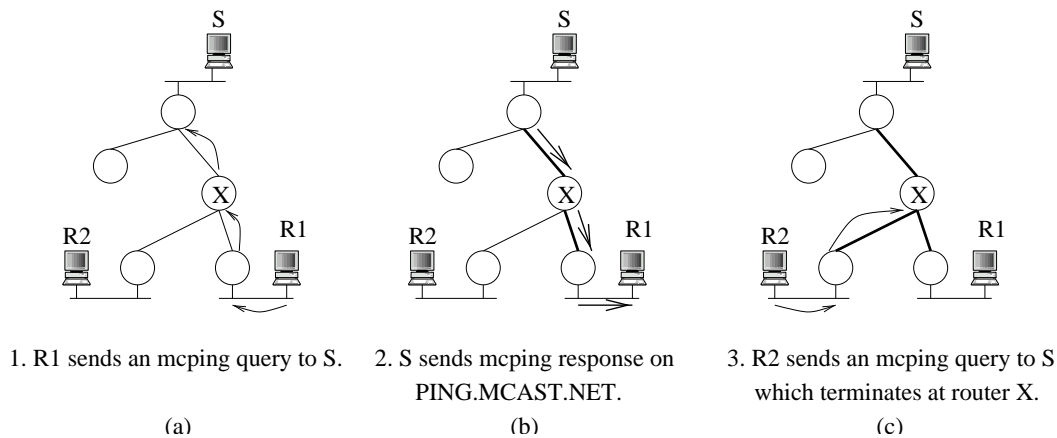 S
S
S
X
X
X
R2
R1
R2
R1
R2
R1
1. R1 sends an mcping query to S.
2. S sends mcping response on
PING.MCAST.NET.
3. R2 sends an mcping query to S
which terminates at router X.
(a)
(b)
(c)